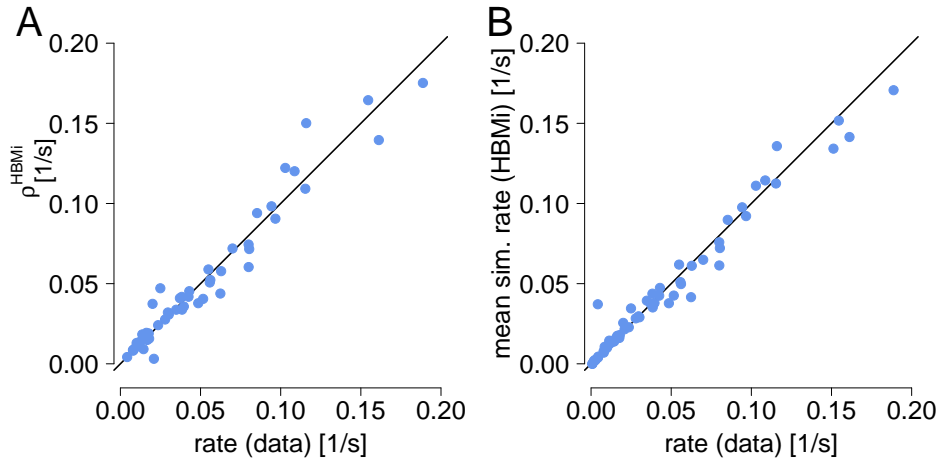 A
B
0.20
0.15
0.10
0.05
0.00
ρHBMi
[1/s]
0.00 0.05 0.10 0.15 0.20
rate (data) [1/s]
0.20
0.15
0.10
0.05
0.00
mean sim. rate (HBMi) [1/s]
0.00 0.05 0.10 0.15 0.20
rate (data) [1/s]